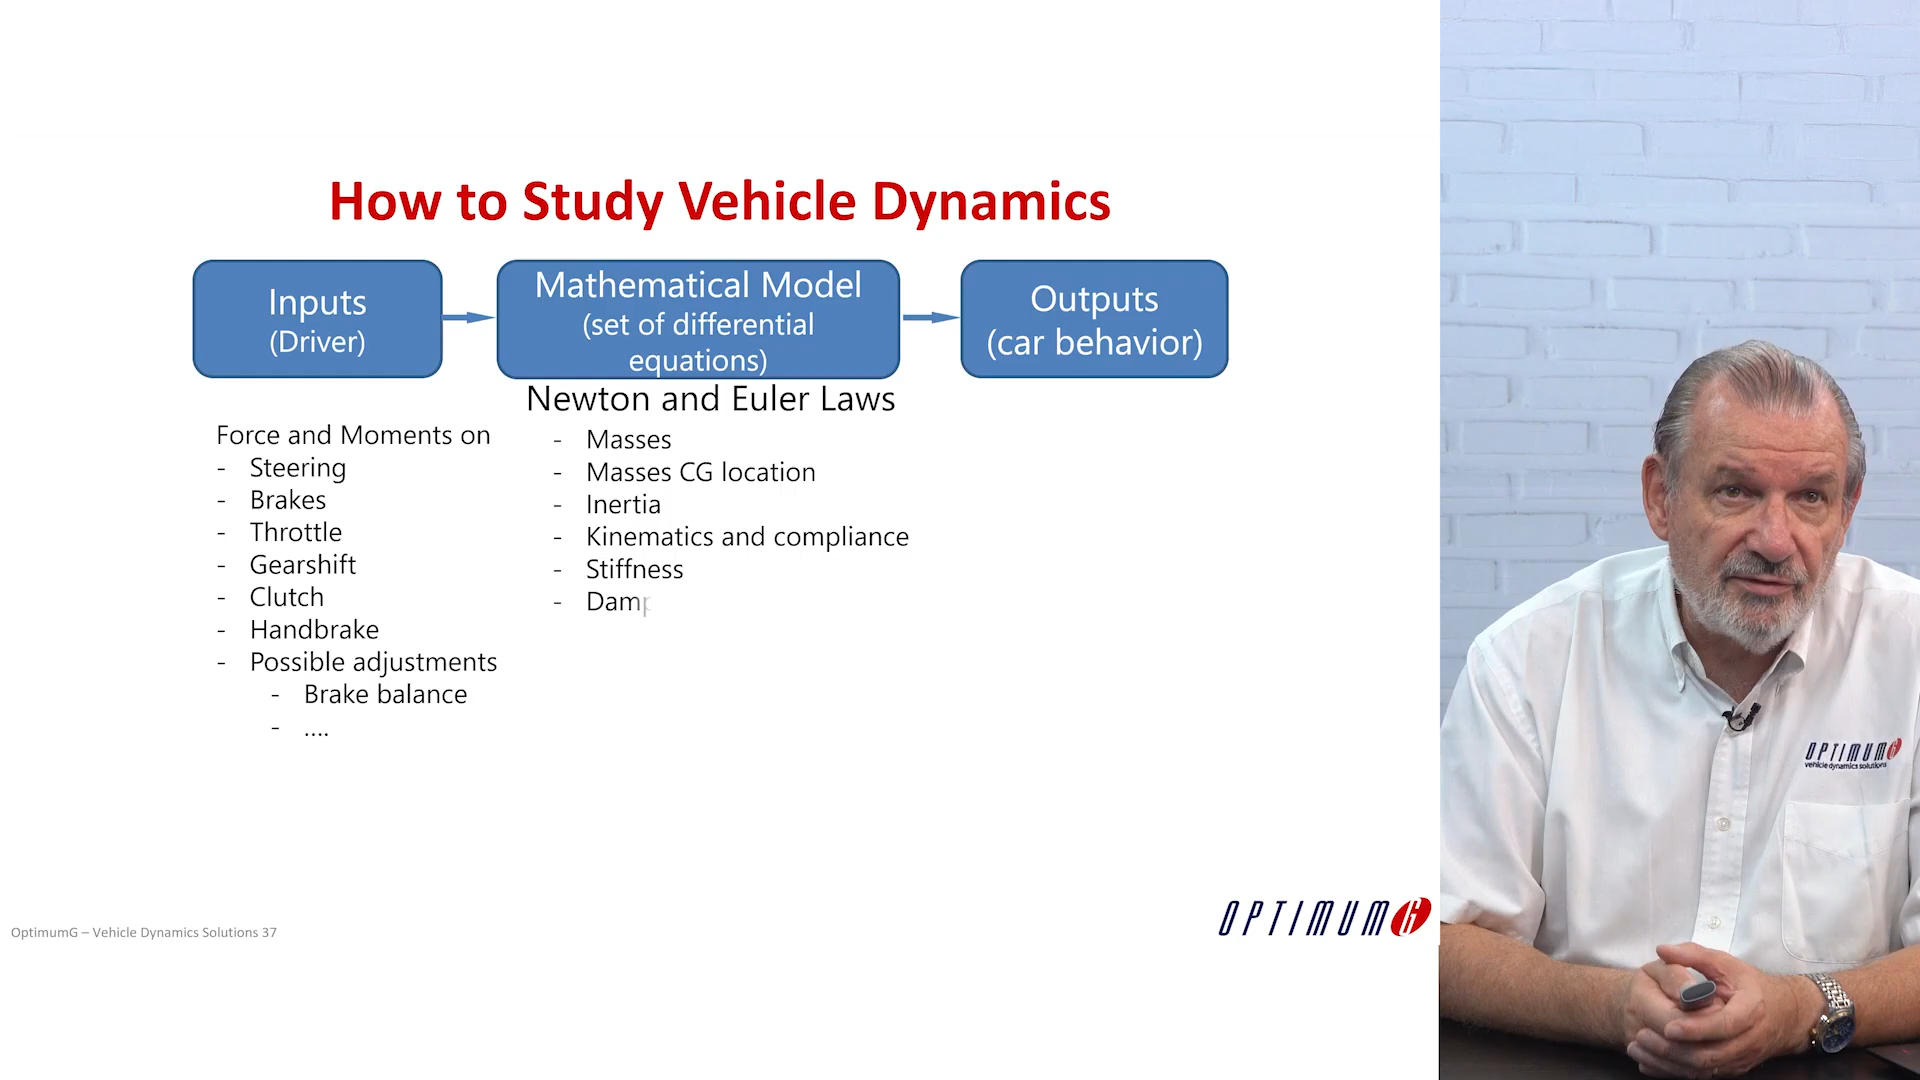 How to Study Vehicle Dynamics
Inputs
(Driver)
Mathematical Model
(set of differential
equations)
Outputs
(car behavior)
Force and Moments on
- Steering
- Brakes
- Throttle
- Gearshift
- Clutch
- Handbrake
- Possible adjustments
- Brake balance
- ....
Newton and Euler Laws
- Masses
- Masses CG location
- Inertia
- Kinematics and compliance
- Stiffness
- Damp
OptimumG – Vehicle Dynamics Solutions 37
OPTIMUMG
OPTIMUMG
vehicle dynamics solutions